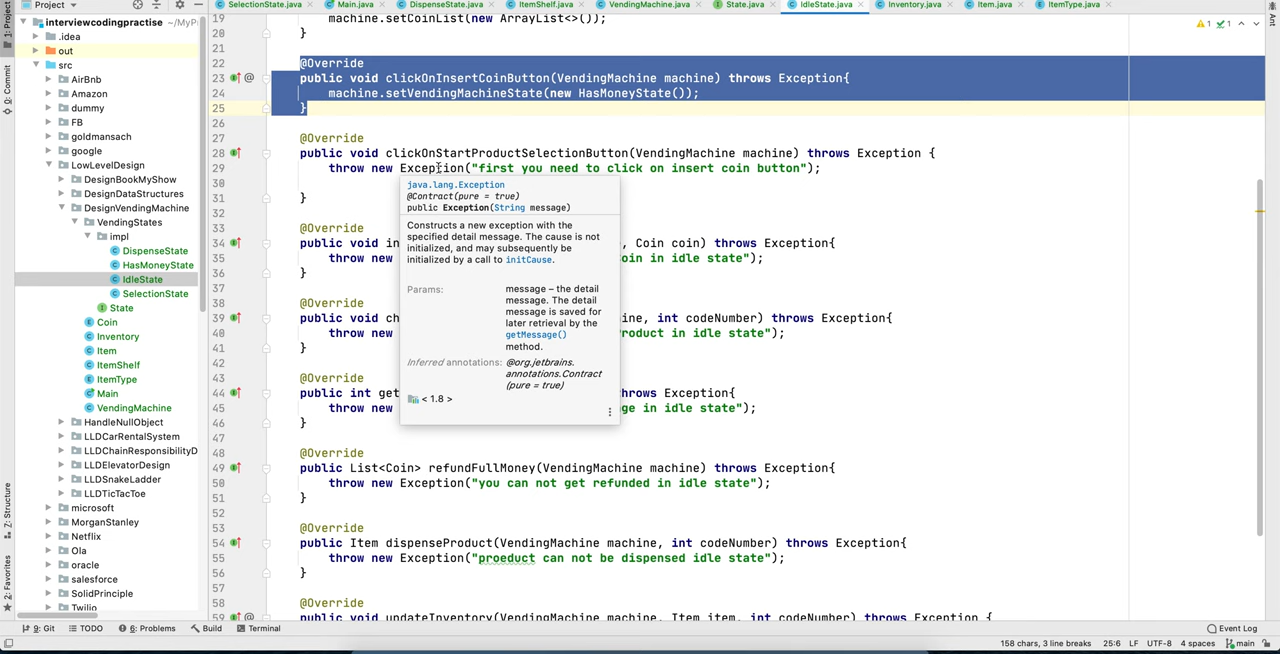 Project
SelectionState.java
Main.java
DispenseState.java
ItemShelf.java
VendingMachine.java
State.java
IdleState.java
Inventory.java
Item.java
ItemType.java
1: Project
0: Commit
Z: Structure
2: Favorites
Ant
interviewcodingpractise ~/MyP
.idea
out
src
AirBnb
Amazon
dummy
FB
goldmansach
google
LowLevelDesign
DesignBookMyShow
DesignDataStructures
DesignVendingMachine
VendingStates
impl
DispenseState
HasMoneyState
IdleState
SelectionState
State
Coin
Inventory
Item
ItemShelf
ItemType
Main
VendingMachine
HandleNullObject
LLDCarRentalSystem
LLDChainResponsibilityD
LLDElevatorDesign
LLDSnakeLadder
LLDTicTacToe
microsoft
MorganStanley
Netflix
Ola
oracle
salesforce
SolidPrinciple
Twilio
1 1
19 machine.setCoinList(new ArrayList<>());
20 }
21
22 @Override
23 @ public void clickOnInsertCoinButton(VendingMachine machine) throws Exception{
24 machine.setVendingMachineState(new HasMoneyState());
25 }
26
27 @Override
28 public void clickOnStartProductSelectionButton(VendingMachine machine) throws Exception {
29 throw new Exception("first you need to click on insert coin button");
30
31 }
32
33 @Override
34 public void in , Coin coin) throws Exception{
35 throw new oin in idle state");
36 }
37
38 @Override
39 public void ch ine, int codeNumber) throws Exception{
40 throw new roduct in idle state");
41 }
42
43 @Override
44 public int get hrows Exception{
45 throw new ge in idle state");
46 }
47
48 @Override
49 public List<Coin> refundFullMoney(VendingMachine machine) throws Exception{
50 throw new Exception("you can not get refunded in idle state");
51 }
52
53 @Override
54 public Item dispenseProduct(VendingMachine machine, int codeNumber) throws Exception{
55 throw new Exception("proeduct can not be dispensed idle state");
56 }
57
58 @Override
59 @ public void updateInventory(VendingMachine machine, Item item, int codeNumber) throws Exception {
java.lang.Exception
@Contract(pure = true)
public Exception(String message)
Constructs a new exception with the
specified detail message. The cause is not
initialized, and may subsequently be
initialized by a call to initCause.
Params: message – the detail
message. The detail
message is saved for
later retrieval by the
getMessage()
method.
Inferred annotations: @org.jetbrains.
annotations.Contract
(pure = true)
< 1.8 >
9: Git
TODO
6: Problems
Build
Terminal
Event Log
158 chars, 3 line breaks 25:6 LF UTF-8 4 spaces main